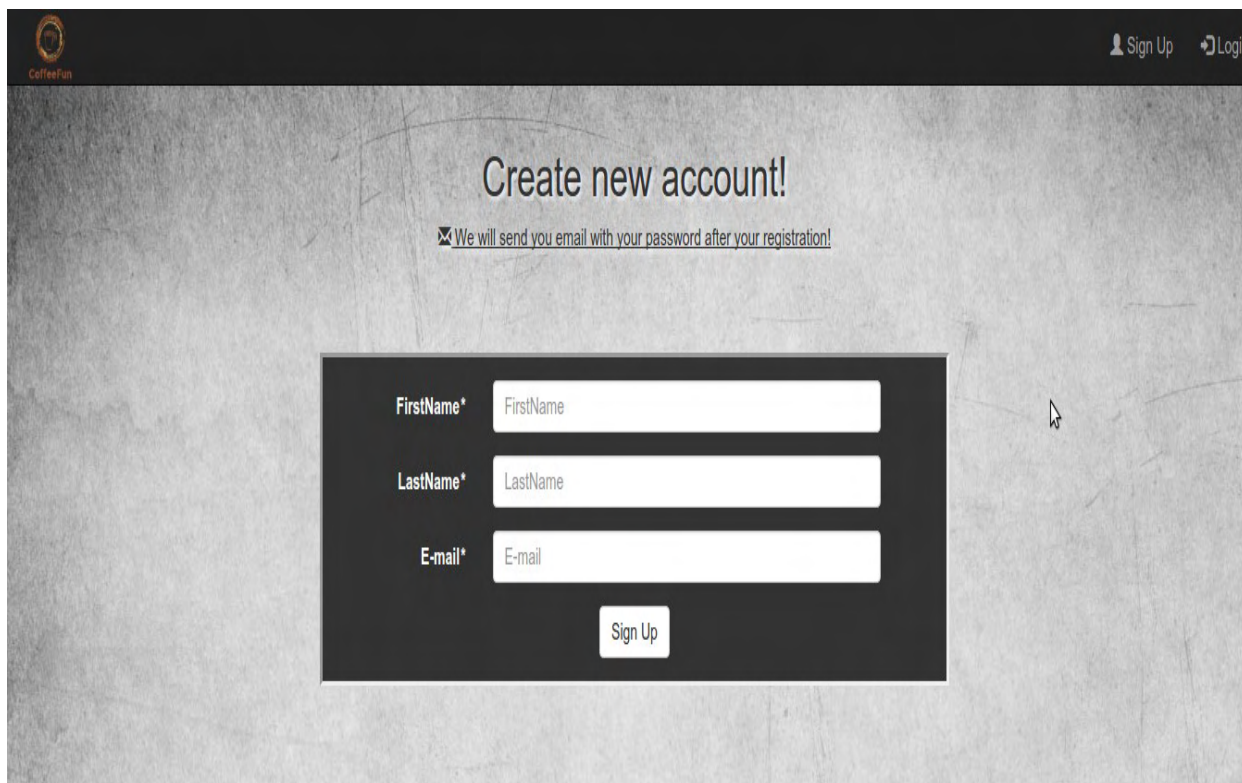 CoffeeFun
Sign Up Logi
Create new account!
We will send you email with your password after your registration!
FirstName* FirstName
LastName* LastName
E-mail* E-mail
Sign Up